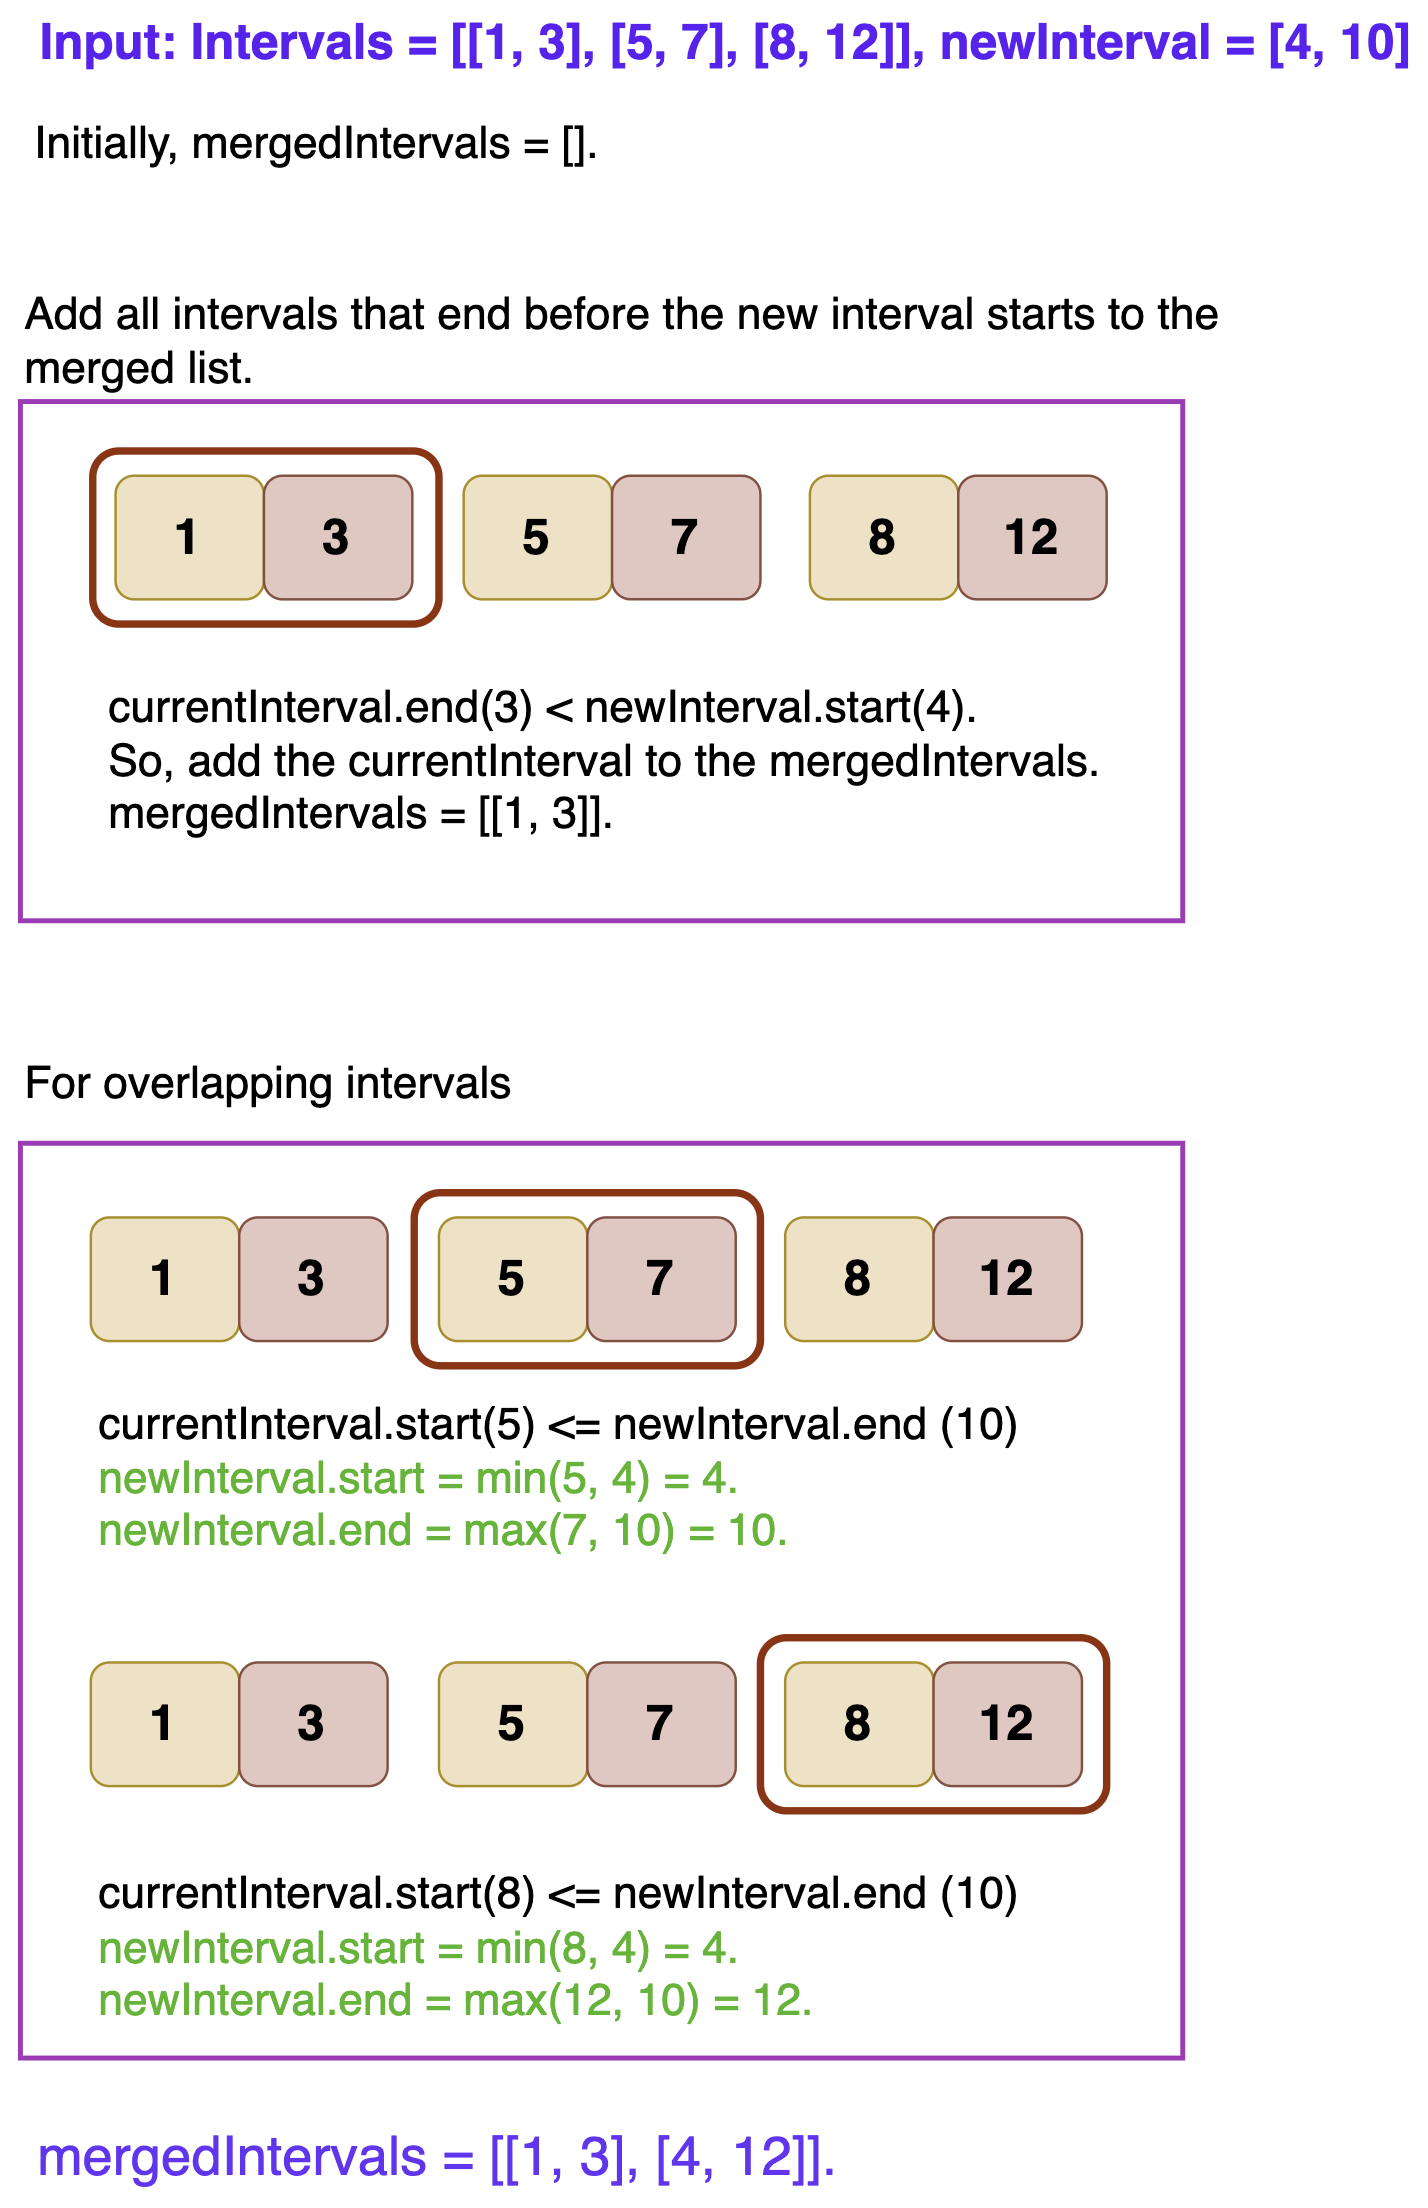 Input: Intervals = [[1, 3], [5, 7], [8, 12]], newInterval = [4, 10]
Initially, mergedIntervals = [].
Add all intervals that end before the new interval starts to the
merged list.
1 3 5 7 8 12
currentInterval.end(3) < newInterval.start(4).
So, add the currentInterval to the mergedIntervals.
mergedIntervals = [[1, 3]].
For overlapping intervals
1 3 5 7 8 12
currentInterval.start(5) <= newInterval.end (10)
newInterval.start = min(5, 4) = 4.
newInterval.end = max(7, 10) = 10.
1 3 5 7 8 12
currentInterval.start(8) <= newInterval.end (10)
newInterval.start = min(8, 4) = 4.
newInterval.end = max(12, 10) = 12.
mergedIntervals = [[1, 3], [4, 12]].